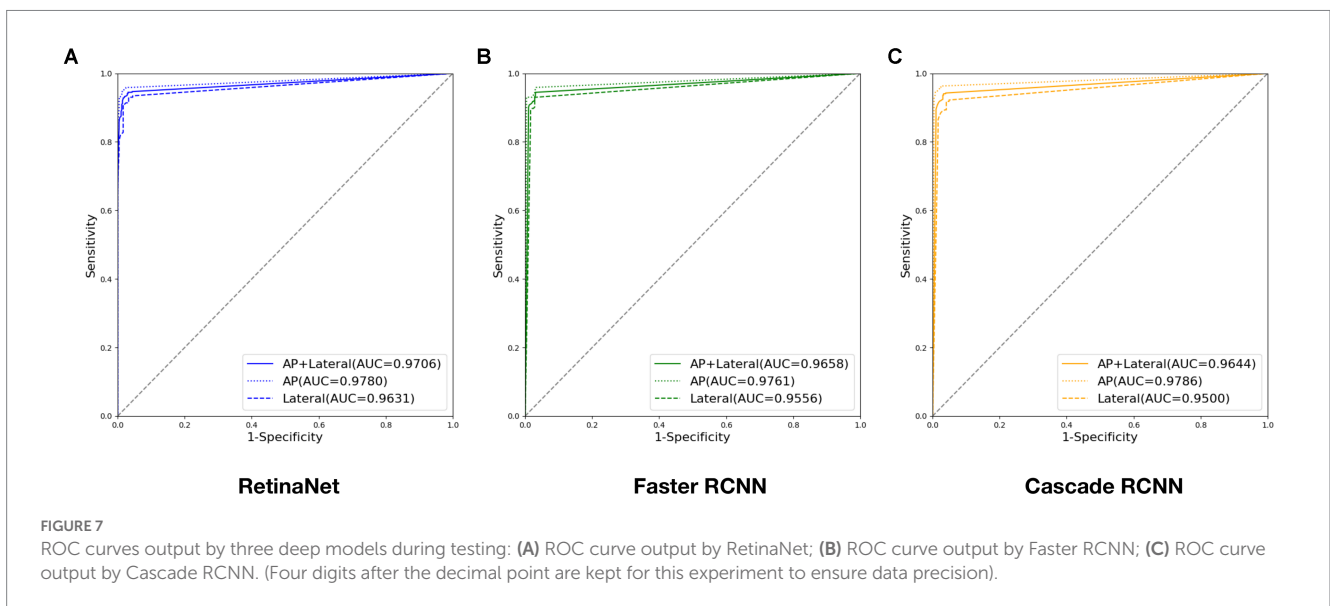 A
1.0
0.8
0.6
0.4
0.2
0.0
Sensitivity
AP+Lateral(AUC=0.9706)
AP(AUC=0.9780)
Lateral(AUC=0.9631)
0.0 0.2 0.4 0.6 0.8 1.0
1-Specificity
RetinaNet
B
1.0
0.8
0.6
0.4
0.2
0.0
Sensitivity
AP+Lateral(AUC=0.9658)
AP(AUC=0.9761)
Lateral(AUC=0.9556)
0.0 0.2 0.4 0.6 0.8 1.0
1-Specificity
Faster RCNN
C
1.0
0.8
0.6
0.4
0.2
0.0
Sensitivity
AP+Lateral(AUC=0.9644)
AP(AUC=0.9786)
Lateral(AUC=0.9500)
0.0 0.2 0.4 0.6 0.8 1.0
1-Specificity
Cascade RCNN
FIGURE 7
ROC curves output by three deep models during testing: (A) ROC curve output by RetinaNet; (B) ROC curve output by Faster RCNN; (C) ROC curve
output by Cascade RCNN. (Four digits after the decimal point are kept for this experiment to ensure data precision).